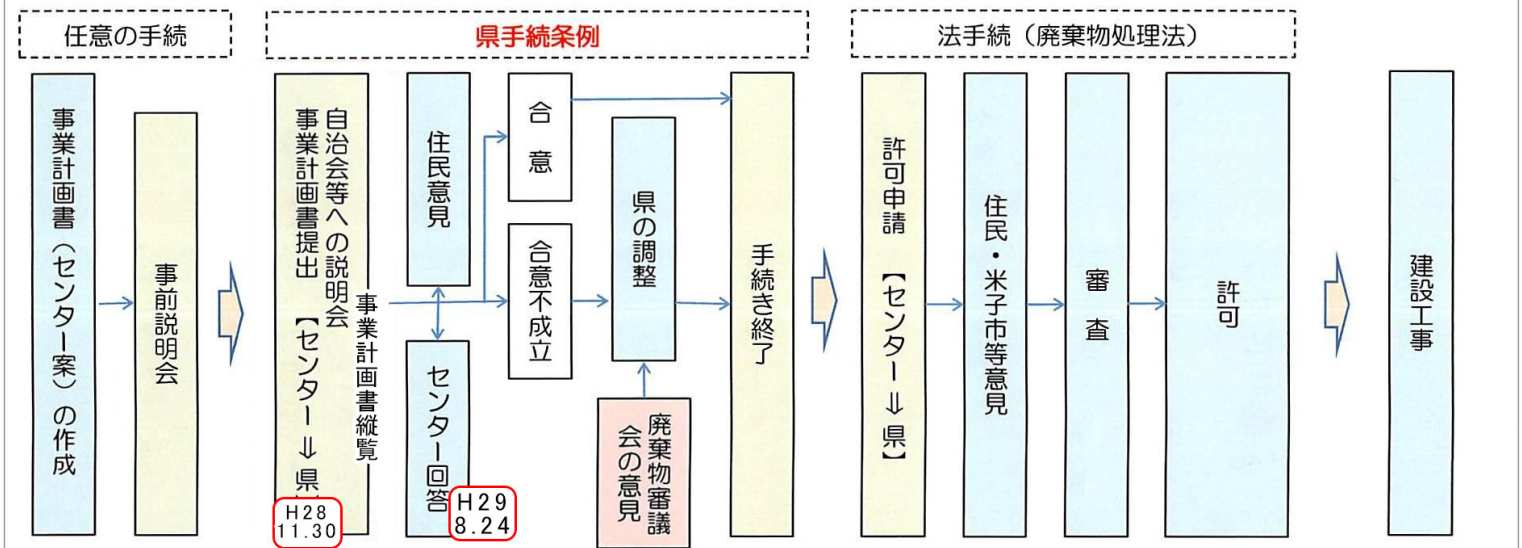 任意の手続
県手続条例
法手続(廃棄物処理法)
事業計画書(センター案)の作成
事前説明会
自治会等への説明会
事業計画書提出 【センター⇒県】
H28
11.30
事業計画書縦覧
住民意見
センター回答
H29
8.24
合意
合意不成立
県の調整
廃棄物審議
会の意見
手続き終了
許可申請 【センター⇒県】
住民・米子市等意見
審査
許可
建設工事